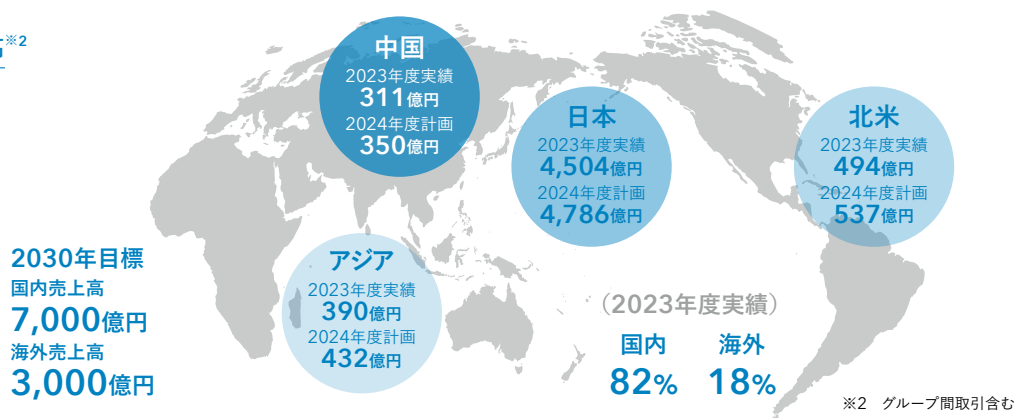 ※2
中国
2023年度実績
311億円
2024年度計画
350億円
日本
2023年度実績
4,504億円
2024年度計画
4,786億円
北米
2023年度実績
494億円
2024年度計画
537億円
アジア
2023年度実績
390億円
2024年度計画
432億円
2030年目標
国内売上高
7,000億円
海外売上高
3,000億円
（2023年度実績）
国内 海外
82% 18%
※2 グループ間取引含む